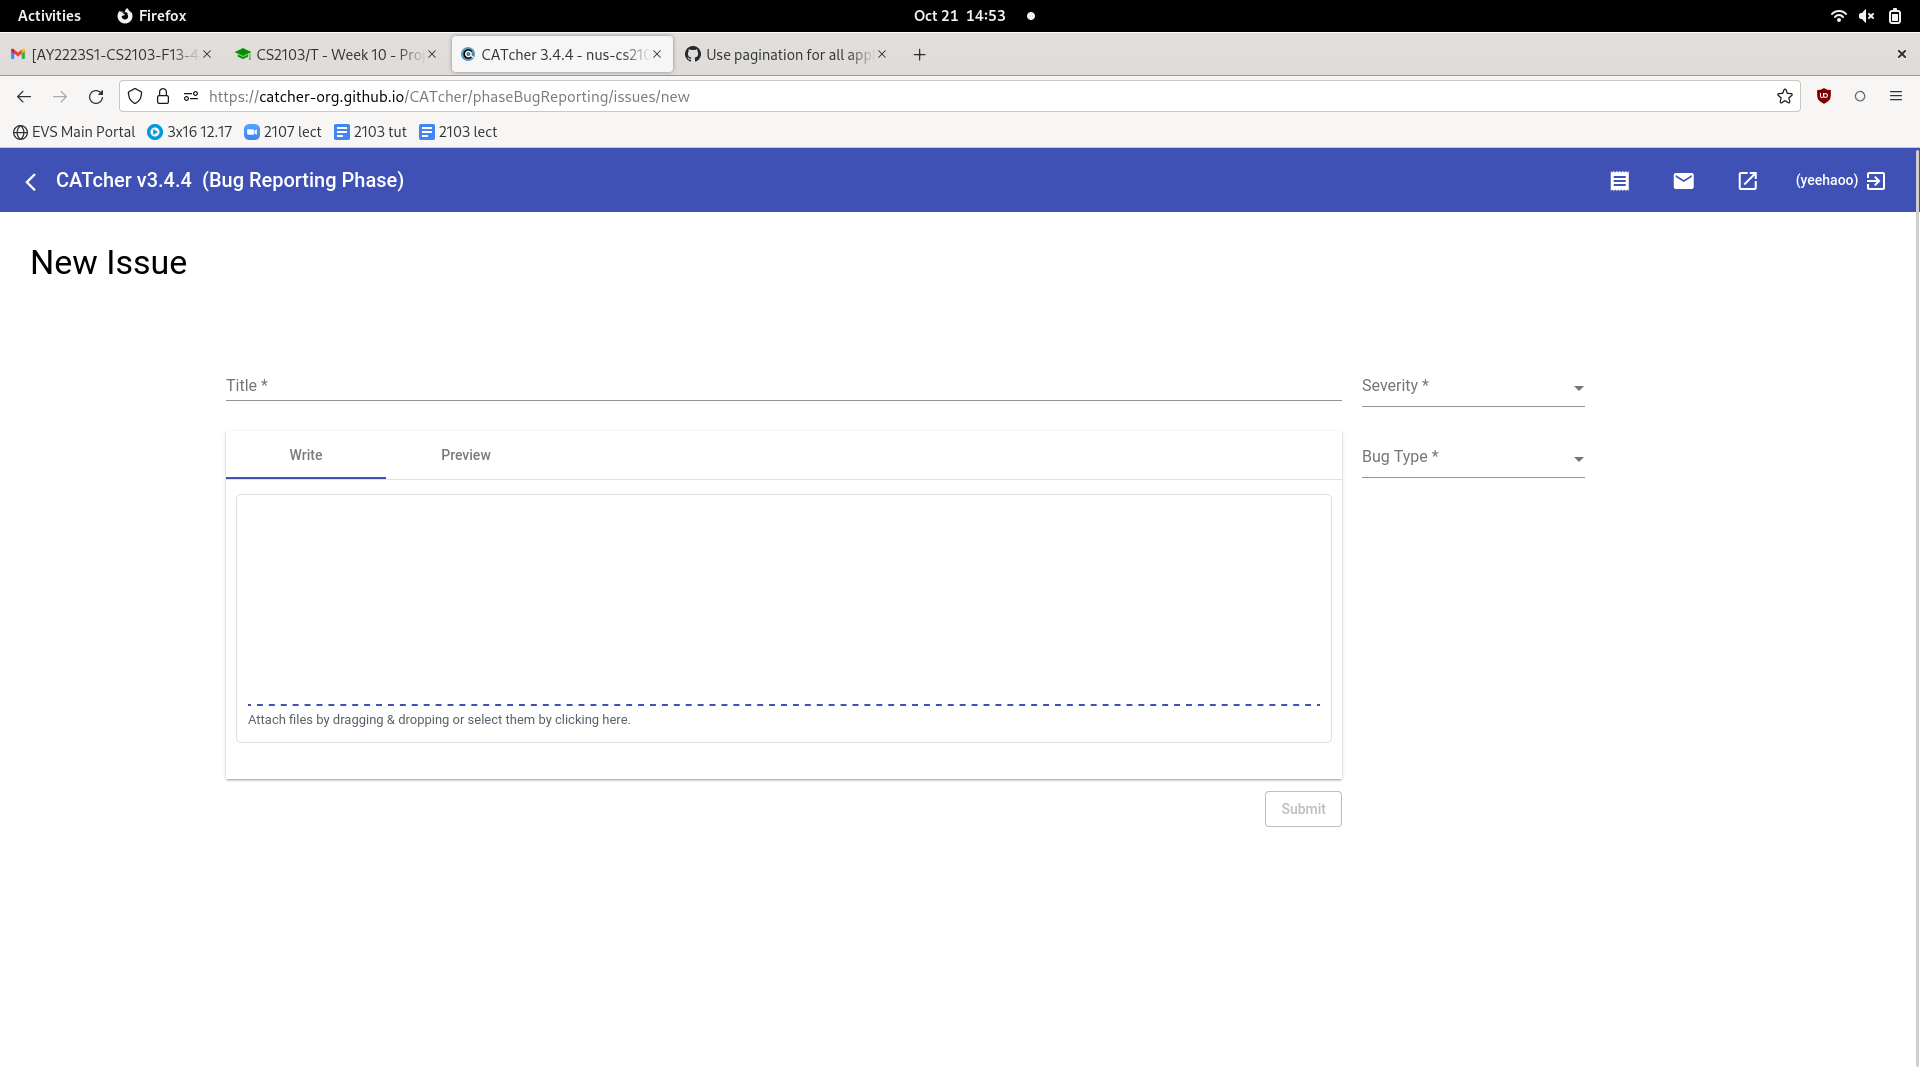 Activities Firefox Oct 21 14:53
[AY2223S1-CS2103-F13-4 CS2103/T - Week 10 - Pro CATcher 3.4.4 - nus-cs210 Use pagination for all app
https://catcher-org.github.io/CATcher/phaseBugReporting/issues/new
EVS Main Portal 3x16 12.17 2107 lect 2103 tut 2103 lect
CATcher v3.4.4 (Bug Reporting Phase) (yeehaoo)
New Issue
Title * Severity *
Write Preview Bug Type *
Attach files by dragging & dropping or select them by clicking here.
Submit